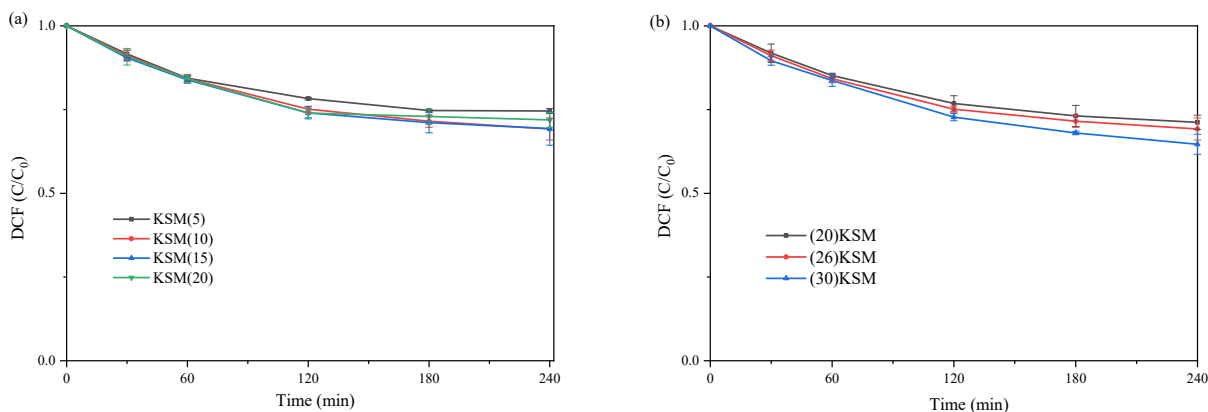 (a)
1.0
0.5
0.0
DCF (C/C0)
KSM(5)
KSM(10)
KSM(15)
KSM(20)
0 60 120 180 240
Time (min)
(b)
1.0
0.5
0.0
DCF (C/C0)
(20)KSM
(26)KSM
(30)KSM
0 60 120 180 240
Time (min)